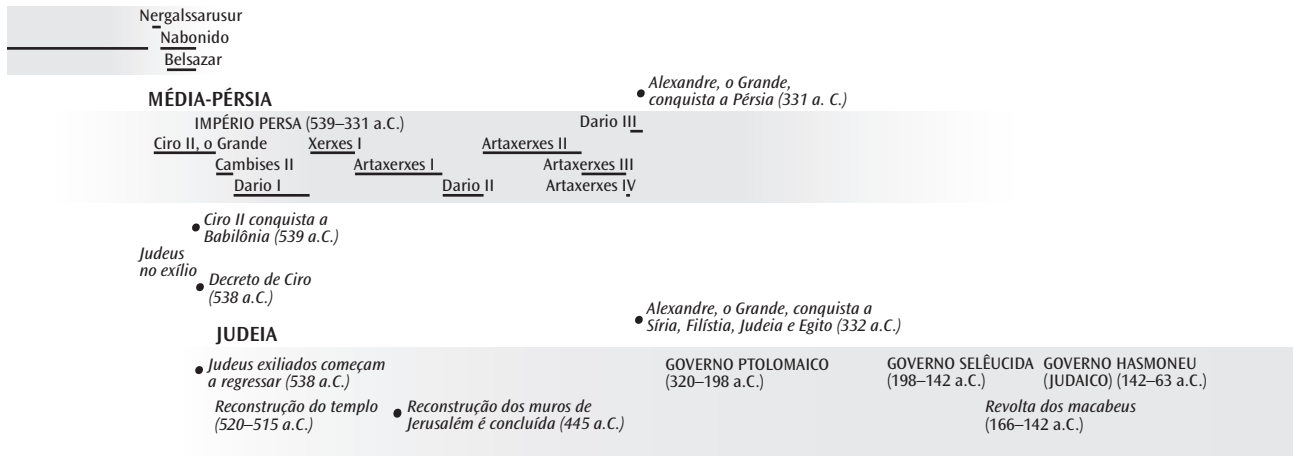 Nergalssarusur
Nabonido
Belsazar
Alexandre, o Grande,
conquista a Pérsia (331 a. C.)
MÉDIA-PÉRSIA
IMPÉRIO PERSA (539–331 a.C.)
Dario III
Ciro II, o Grande
Xerxes I
Artaxerxes II
Cambises II
Artaxerxes I
Artaxerxes III
Dario I
Dario II
Artaxerxes IV
Ciro II conquista a
Babilônia (539 a.C.)
Judeus
no exílio
Decreto de Ciro
(538 a.C.)
Alexandre, o Grande, conquista a
Síria, Filístia, Judeia e Egito (332 a.C.)
JUDEIA
Judeus exiliados começam
a regressar (538 a.C.)
GOVERNO PTOLOMAICO
(320–198 a.C.)
GOVERNO SELÊUCIDA
(198–142 a.C.)
GOVERNO HASMONEU
(JUDAICO) (142–63 a.C.)
Reconstrução do templo
(520–515 a.C.)
Reconstrução dos muros de
Jerusalém é concluída (445 a.C.)
Revolta dos macabeus
(166–142 a.C.)